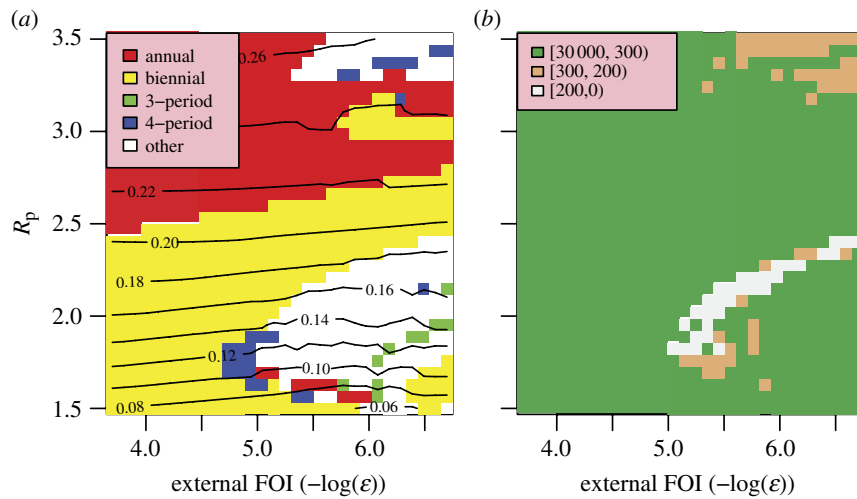 (a)
(b)
3.5
3.0
2.5
2.0
1.5
R_p
annual
biennial
3-period
4-period
other
0.26
0.22
0.20
0.18
0.16
0.14
0.12
0.10
0.08
0.06
4.0 5.0 6.0
external FOI (−log(ε))
[30 000, 300)
[300, 200)
[200,0)
4.0 5.0 6.0
external FOI (−log(ε))